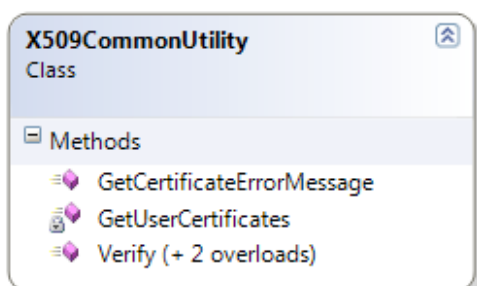 X509CommonUtility
Class
Methods
GetCertificateErrorMessage
GetUserCertificates
Verify (+ 2 overloads)